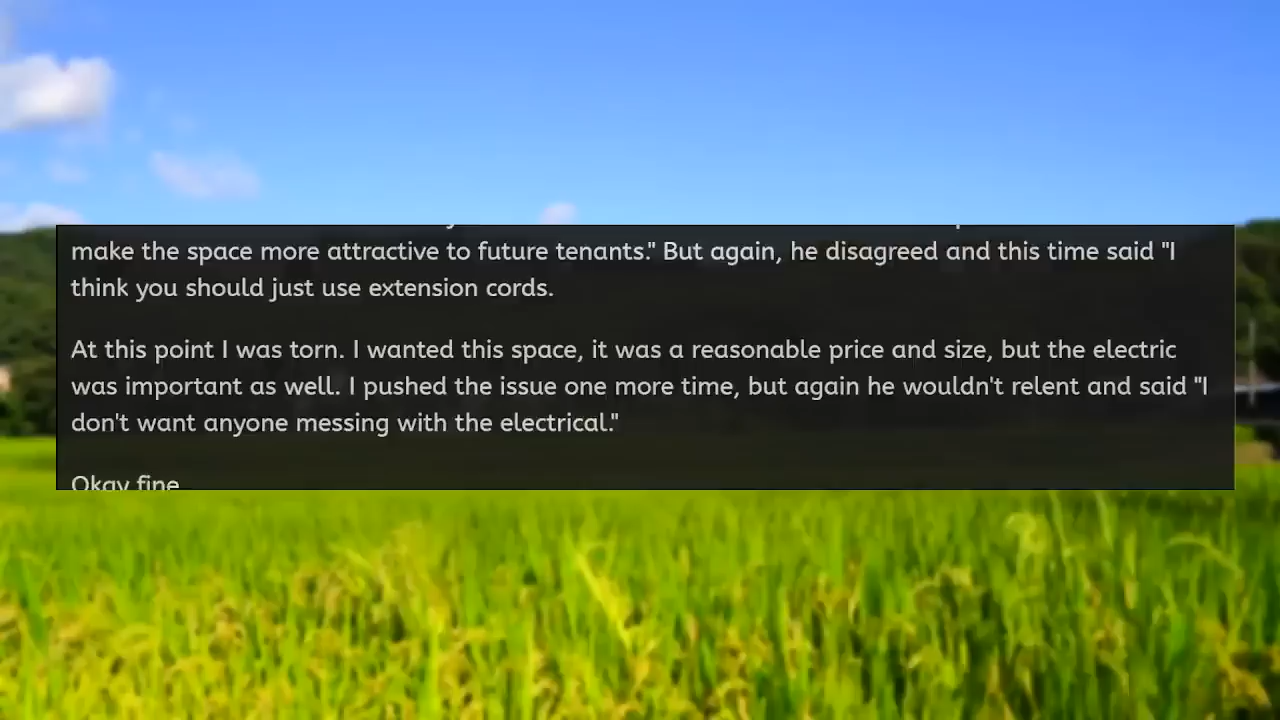 make the space more attractive to future tenants." But again, he disagreed and this time said "I
think you should just use extension cords.
At this point I was torn. I wanted this space, it was a reasonable price and size, but the electric
was important as well. I pushed the issue one more time, but again he wouldn't relent and said "I
don't want anyone messing with the electrical."
Okay fine